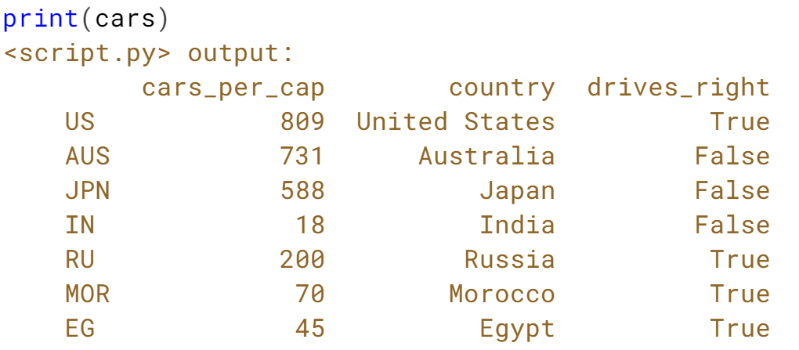 print(cars)
<script.py> output:
cars_per_cap country drives_right
US 809 United States True
AUS 731 Australia False
JPN 588 Japan False
IN 18 India False
RU 200 Russia True
MOR 70 Morocco True
EG 45 Egypt True